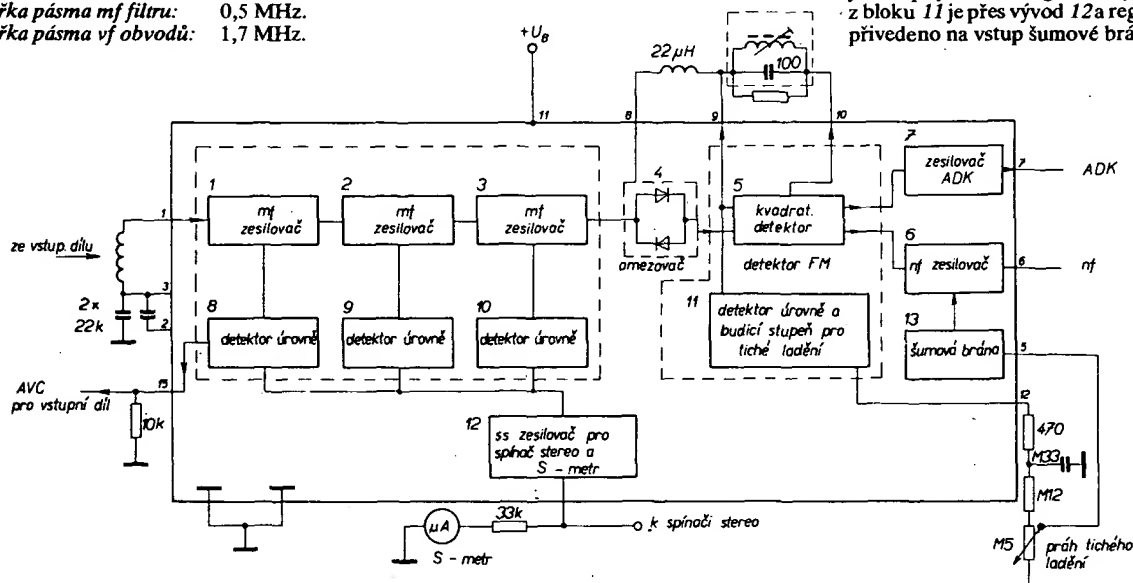 řka pásma mf filtru: 0,5 MHz.
řka pásma vf obvodů: 1,7 MHz.
z bloku 11 je přes vývod 12 a reg
přivedeno na vstup šumové brá
+U_B
22 μH
100
11
8
9
10
1
mf
zesilovač
2
mf
zesilovač
3
mf
zesilovač
4
omezovač
5
kvadrat.
detektor
detektor FM
7
zesilovač
ADK
7
ADK
6
nf zesilovač
6
nf
ze vstup. dílu
1
3
2
2×
22k
8
detektor úrovně
9
detektor úrovně
10
detektor úrovně
11
detektor úrovně a
budicí stupeň pro
tiché ladění
13
šumová brána
5
15
AVC
pro vstupní díl
10k
12
ss zesilovač pro
spínač stereo a
S - metr
12
470
M33
M12
M5
práh tichého
ladění
μA
S - metr
33k
k spínači stereo